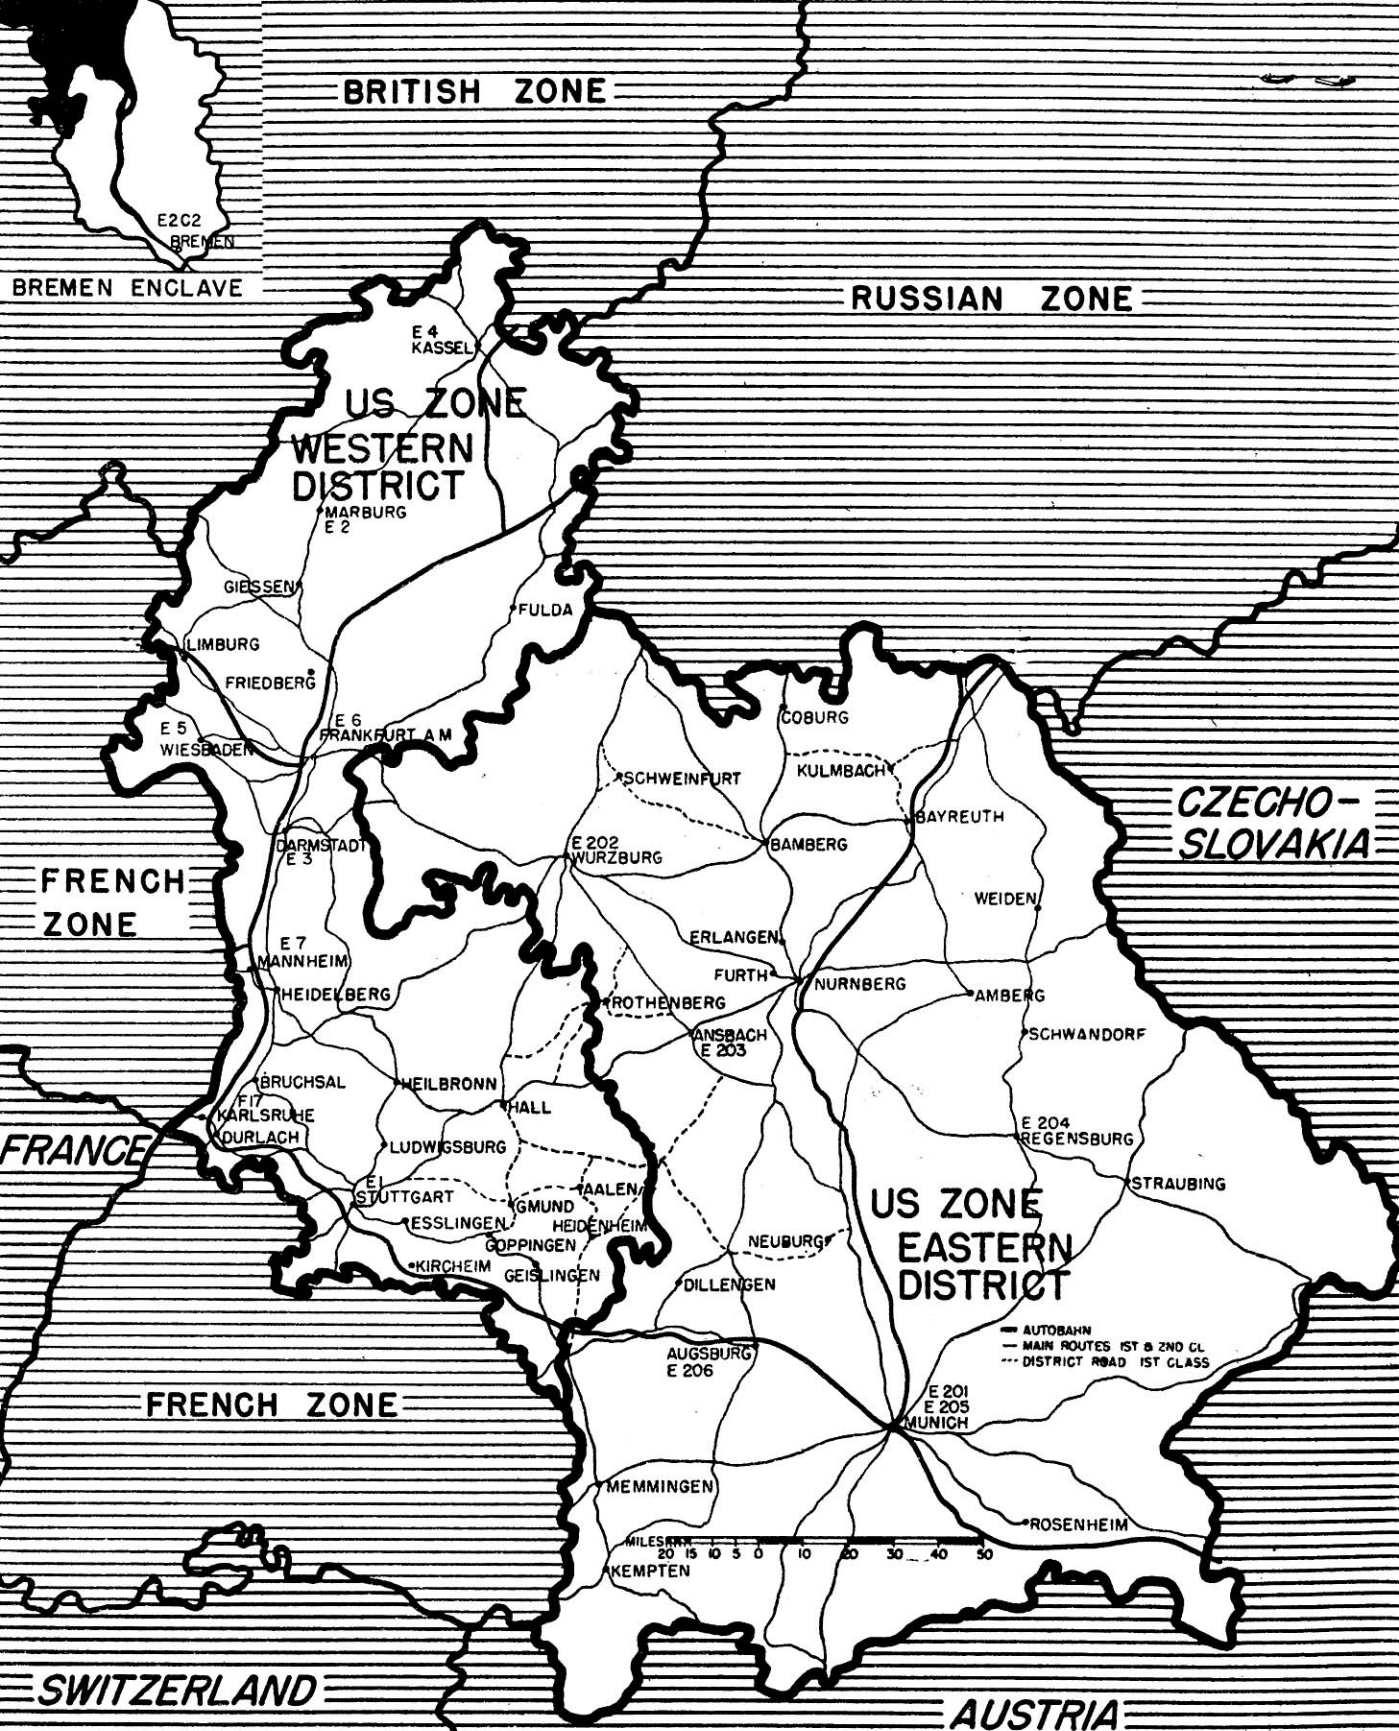 BRITISH ZONE
E2C2
BREMEN
BREMEN ENCLAVE
RUSSIAN ZONE
E 4
KASSEL
US ZONE
WESTERN
DISTRICT
MARBURG
E 2
GIESSEN
FULDA
LIMBURG
FRIEDBERG
E 6
FRANKFURT A M
E 5
WIESBADEN
COBURG
KULMBACH
SCHWEINFURT
CZECHO-
SLOVAKIA
BAYREUTH
DARMSTADT
E 3
E 202
WURZBURG
BAMBERG
FRENCH
ZONE
WEIDEN
E 7
MANNHEIM
ERLANGEN
FURTH
NURNBERG
HEIDELBERG
ROTHENBERG
AMBERG
ANSBACH
E 203
SCHWANDORF
BRUCHSAL
HEILBRONN
E17
KARLSRUHE
HALL
DURLACH
FRANCE
LUDWIGSBURG
E 204
REGENSBURG
E1
STUTTGART
AALEN
STRAUBING
GMUND
ESSLINGEN
HEIDENHEIM
GOPPINGEN
NEUBURG
US ZONE
EASTERN
DISTRICT
KIRCHEIM
GEISLINGEN
DILLENGEN
AUTOBAHN
MAIN ROUTES 1ST & 2ND CL
DISTRICT ROAD 1ST CLASS
AUGSBURG
E 206
FRENCH ZONE
E 201
E 205
MUNICH
MEMMINGEN
ROSENHEIM
MILES
20 15 10 5 0 10 20 30 40 50
KEMPTEN
SWITZERLAND
AUSTRIA